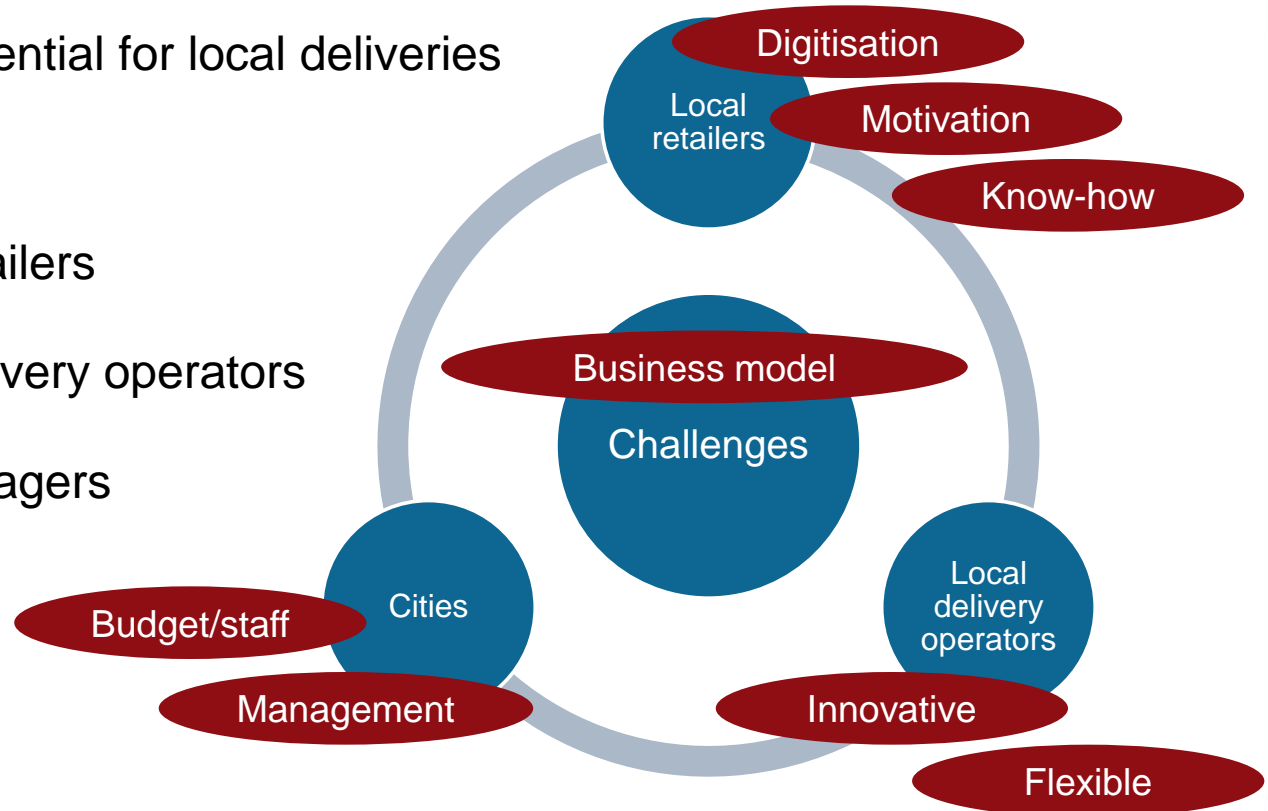 ential for local deliveries
ailers
very operators
agers
Digitisation
Local
retailers
Motivation
Know-how
Business model
Challenges
Cities
Budget/staff
Management
Local
delivery
operators
Innovative
Flexible